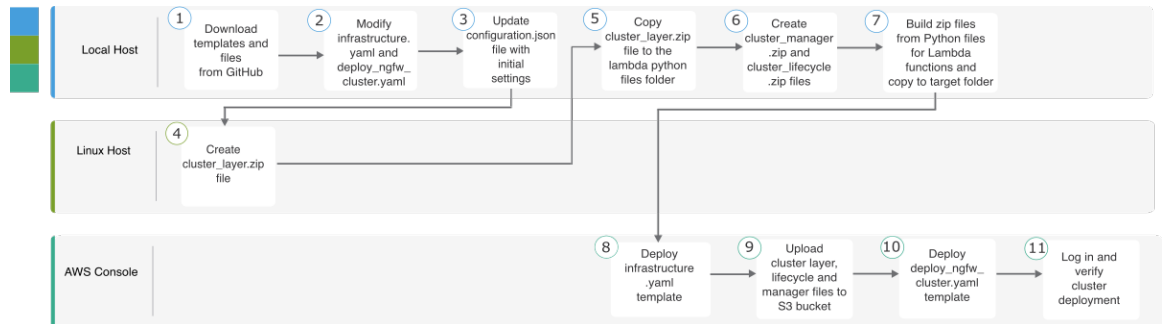 Local Host
1
Download
templates and
files
from GitHub
2
Modify
infrastructure.
yaml and
deploy_ngfw_
cluster.yaml
3
Update
configuration.json
file with
initial
settings
5
Copy
cluster_layer.zip
file to the
lambda python
files folder
6
Create
cluster_manager
.zip and
cluster_lifecycle
.zip files
7
Build zip files
from Python files
for Lambda
functions and
copy to target folder
Linux Host
4
Create
cluster_layer.zip
file
AWS Console
8
Deploy
infrastructure
.yaml
template
9
Upload
cluster layer,
lifecycle and
manager files to
S3 bucket
10
Deploy
deploy_ngfw_
cluster.yaml
template
11
Log in and
verify
cluster
deployment